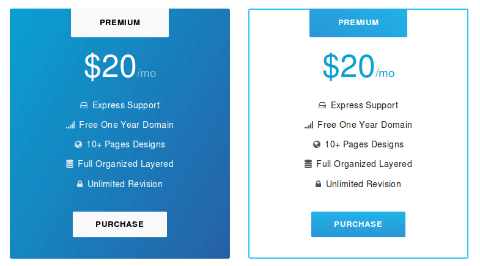 PREMIUM
$20/mo
Express Support
Free One Year Domain
10+ Pages Designs
Full Organized Layered
Unlimited Revision
PURCHASE
PREMIUM
$20/mo
Express Support
Free One Year Domain
10+ Pages Designs
Full Organized Layered
Unlimited Revision
PURCHASE